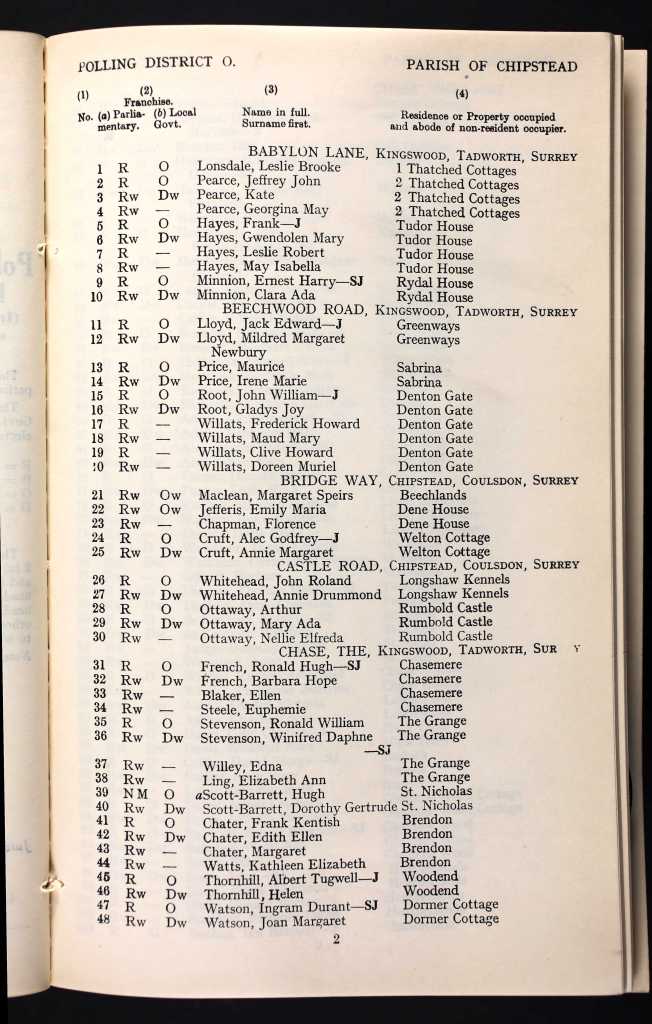 POLLING DISTRICT O. PARISH OF CHIPSTEAD
(1) (2) (3) (4)
Franchise.
No. (a) Parlia- (b) Local Name in full. Residence or Property occupied
mentary. Govt. Surname first. and abode of non-resident occupier.
BABYLON LANE, KINGSWOOD, TADWORTH, SURREY
1 R O Lonsdale, Leslie Brooke 1 Thatched Cottages
2 R O Pearce, Jeffrey John 2 Thatched Cottages
3 Rw Dw Pearce, Kate 2 Thatched Cottages
4 Rw — Pearce, Georgina May 2 Thatched Cottages
5 R O Hayes, Frank—J Tudor House
6 Rw Dw Hayes, Gwendolen Mary Tudor House
7 R — Hayes, Leslie Robert Tudor House
8 Rw — Hayes, May Isabella Tudor House
9 R O Minnion, Ernest Harry—SJ Rydal House
10 Rw Dw Minnion, Clara Ada Rydal House
BEECHWOOD ROAD, KINGSWOOD, TADWORTH, SURREY
11 R O Lloyd, Jack Edward—J Greenways
12 Rw Dw Lloyd, Mildred Margaret Greenways
Newbury
13 R O Price, Maurice Sabrina
14 Rw Dw Price, Irene Marie Sabrina
15 R O Root, John William—J Denton Gate
16 Rw Dw Root, Gladys Joy Denton Gate
17 R — Willats, Frederick Howard Denton Gate
18 Rw — Willats, Maud Mary Denton Gate
19 R — Willats, Clive Howard Denton Gate
20 Rw — Willats, Doreen Muriel Denton Gate
BRIDGE WAY, CHIPSTEAD, COULSDON, SURREY
21 Rw Ow Maclean, Margaret Speirs Beechlands
22 Rw Ow Jefferis, Emily Maria Dene House
23 Rw — Chapman, Florence Dene House
24 R O Cruft, Alec Godfrey—J Welton Cottage
25 Rw Dw Cruft, Annie Margaret Welton Cottage
CASTLE ROAD, CHIPSTEAD, COULSDON, SURREY
26 R O Whitehead, John Roland Longshaw Kennels
27 Rw Dw Whitehead, Annie Drummond Longshaw Kennels
28 R O Ottaway, Arthur Rumbold Castle
29 Rw Dw Ottaway, Mary Ada Rumbold Castle
30 Rw — Ottaway, Nellie Elfreda Rumbold Castle
CHASE, THE, KINGSWOOD, TADWORTH, SUR Y
31 R O French, Ronald Hugh—SJ Chasemere
32 Rw Dw French, Barbara Hope Chasemere
33 Rw — Blaker, Ellen Chasemere
34 Rw — Steele, Euphemie Chasemere
35 R O Stevenson, Ronald William The Grange
36 Rw Dw Stevenson, Winifred Daphne The Grange
—SJ
37 Rw — Willey, Edna The Grange
38 Rw — Ling, Elizabeth Ann The Grange
39 N M O aScott-Barrett, Hugh St. Nicholas
40 Rw Dw Scott-Barrett, Dorothy Gertrude St. Nicholas
41 R O Chater, Frank Kentish Brendon
42 Rw Dw Chater, Edith Ellen Brendon
43 Rw — Chater, Margaret Brendon
44 Rw — Watts, Kathleen Elizabeth Brendon
45 R O Thornhill, Albert Tugwell—J Woodend
46 Rw Dw Thornhill, Helen Woodend
47 R O Watson, Ingram Durant—SJ Dormer Cottage
48 Rw Dw Watson, Joan Margaret Dormer Cottage
2